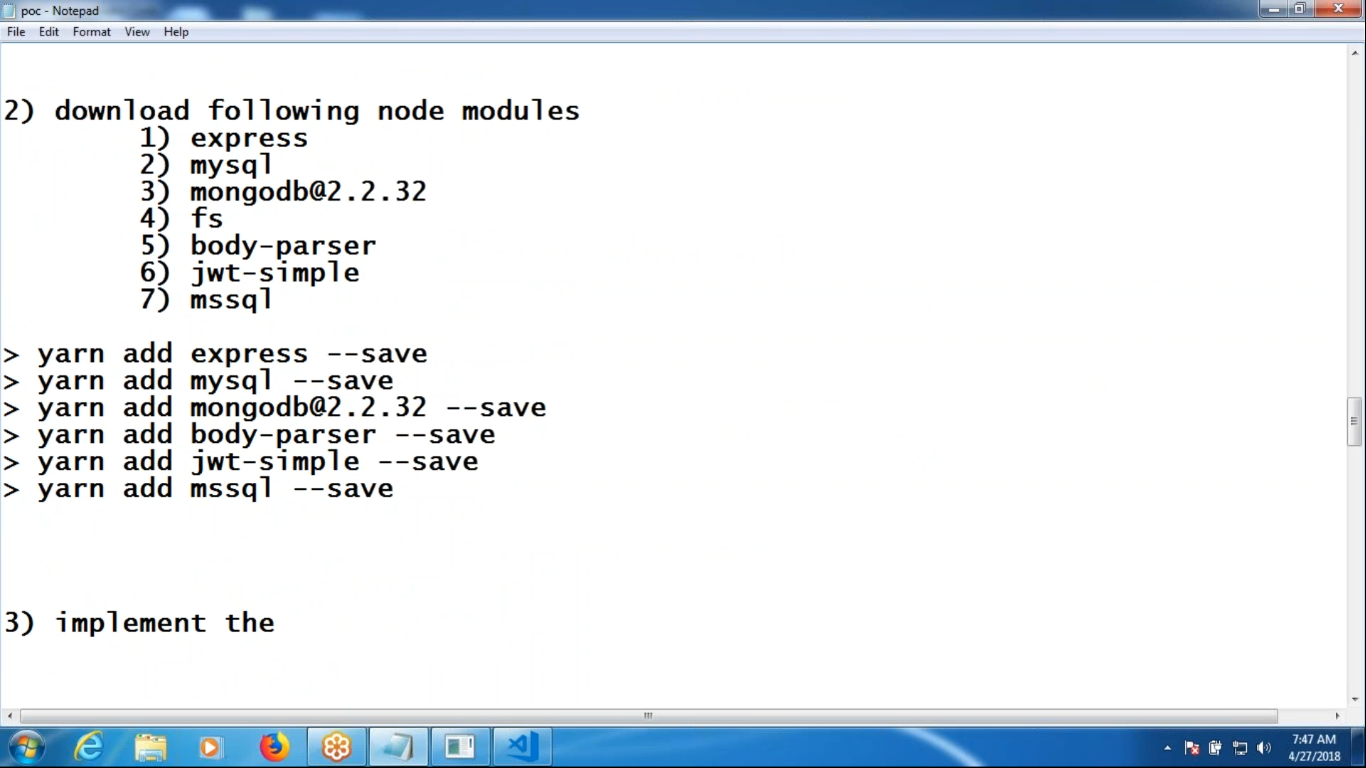 poc - Notepad
File Edit Format View Help
2) download following node modules
1) express
2) mysql
3) mongodb@2.2.32
4) fs
5) body-parser
6) jwt-simple
7) mssql
> yarn add express --save
> yarn add mysql --save
> yarn add mongodb@2.2.32 --save
> yarn add body-parser --save
> yarn add jwt-simple --save
> yarn add mssql --save
3) implement the
7:47 AM
4/27/2018